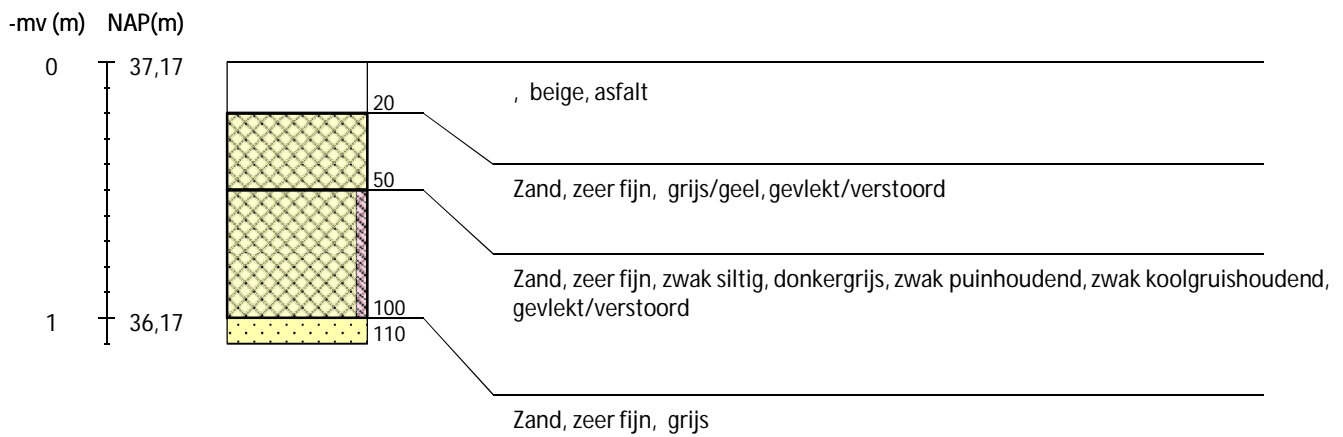 -mv (m) NAP(m)
0 37,17
, beige, asfalt
20
50
Zand, zeer fijn, grijs/geel, gevlekt/verstoord
Zand, zeer fijn, zwak siltig, donkergrijs, zwak puinhoudend, zwak koolgruishoudend,
gevlekt/verstoord
100
1 36,17
110
Zand, zeer fijn, grijs